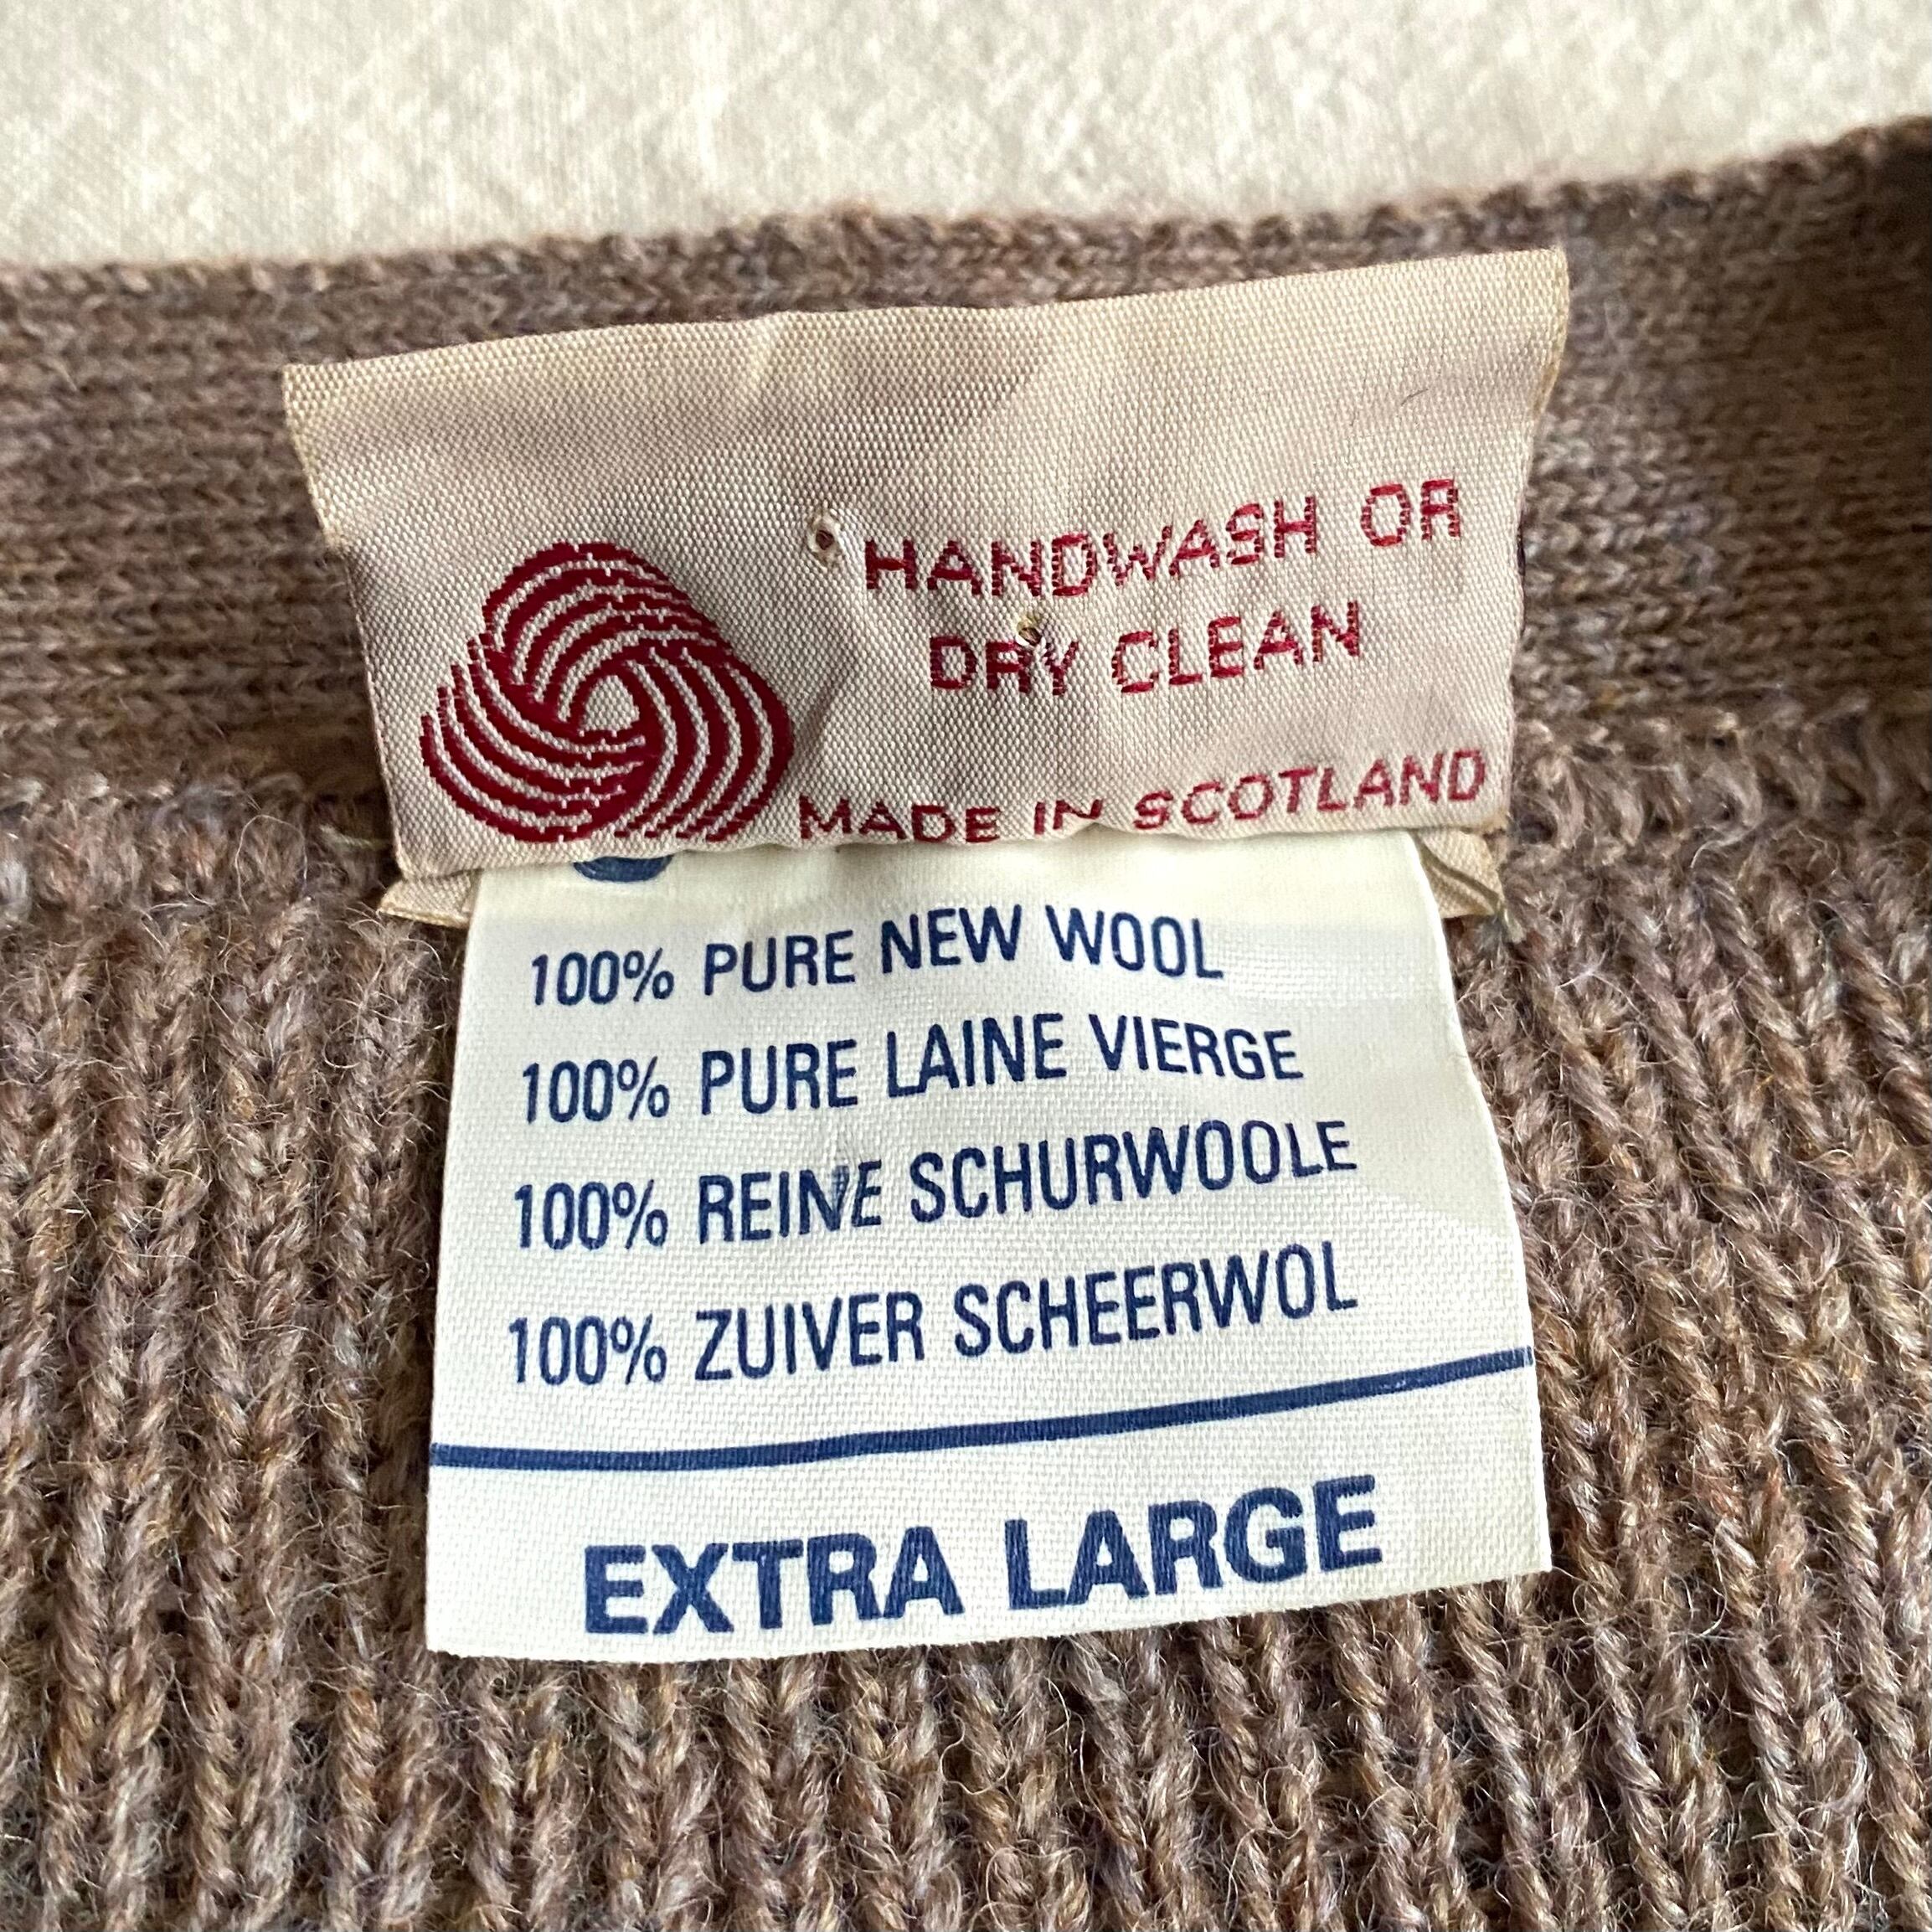 HANDWASH OR
DRY CLEAN
MADE IN SCOTLAND
100% PURE NEW WOOL
100% PURE LAINE VIERGE
100% REINE SCHURWOOLE
100% ZUIVER SCHEERWOL
EXTRA LARGE